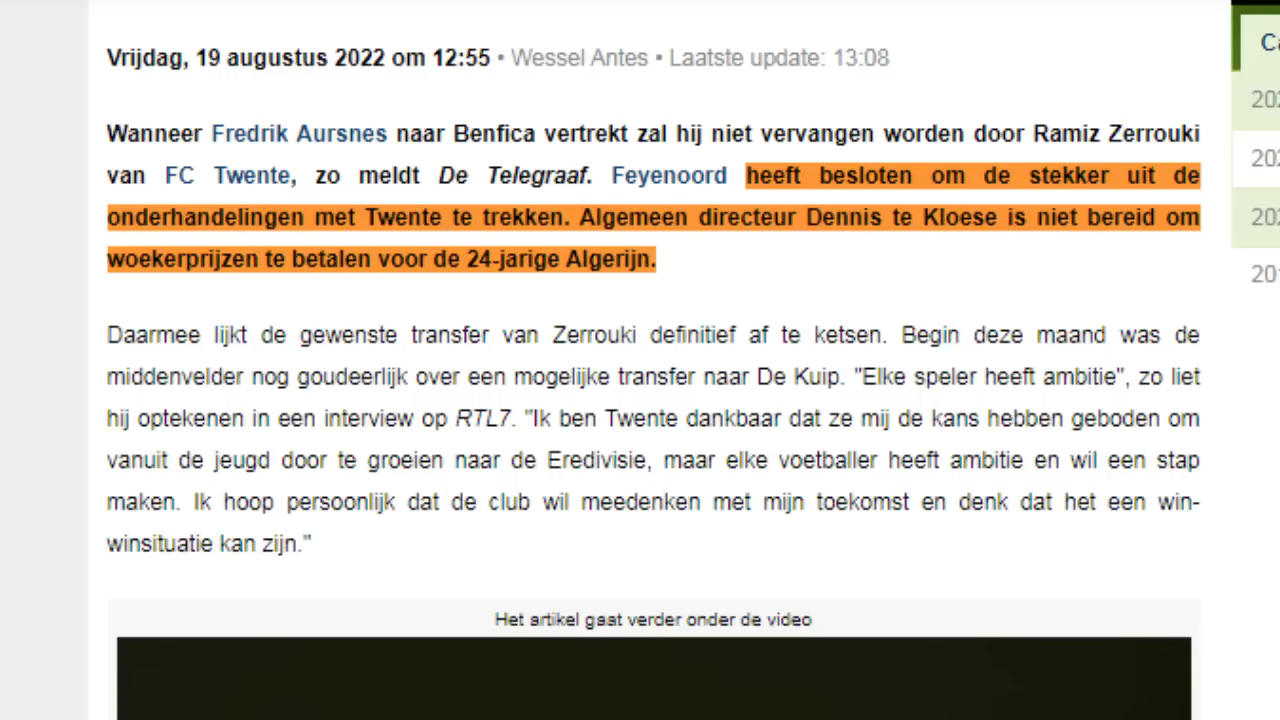 Vrijdag, 19 augustus 2022 om 12:55 • Wessel Antes • Laatste update: 13:08
Wanneer Fredrik Aursnes naar Benfica vertrekt zal hij niet vervangen worden door Ramiz Zerrouki
van FC Twente, zo meldt De Telegraaf. Feyenoord heeft besloten om de stekker uit de
onderhandelingen met Twente te trekken. Algemeen directeur Dennis te Kloese is niet bereid om
woekerprijzen te betalen voor de 24-jarige Algerijn.
Daarmee lijkt de gewenste transfer van Zerrouki definitief af te ketsen. Begin deze maand was de
middenvelder nog goudeerlijk over een mogelijke transfer naar De Kuip. "Elke speler heeft ambitie", zo liet
hij optekenen in een interview op RTL7. "Ik ben Twente dankbaar dat ze mij de kans hebben geboden om
vanuit de jeugd door te groeien naar de Eredivisie, maar elke voetballer heeft ambitie en wil een stap
maken. Ik hoop persoonlijk dat de club wil meedenken met mijn toekomst en denk dat het een win-
winsituatie kan zijn."
Het artikel gaat verder onder de video